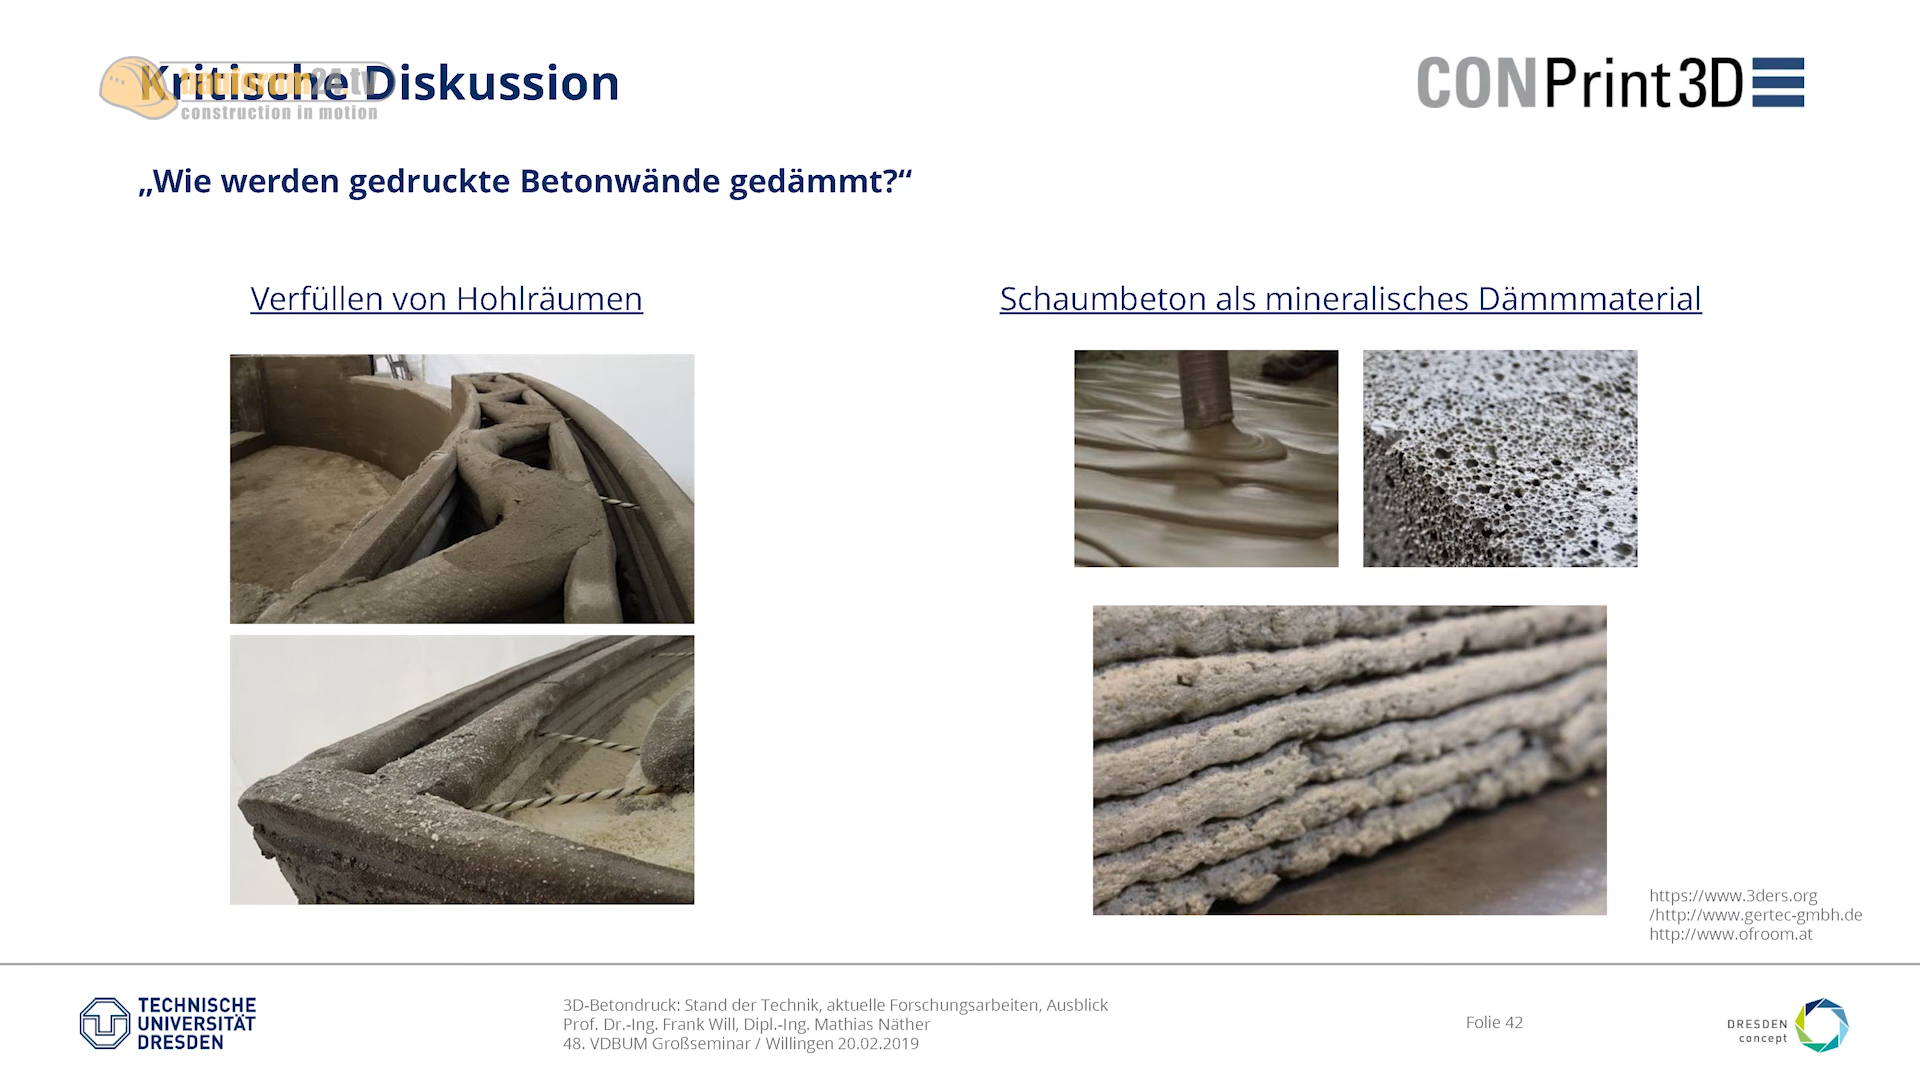 Kritische Diskussion
bauforum24.tv
construction in motion
CONPrint3D
„Wie werden gedruckte Betonwände gedämmt?“
Verfüllen von Hohlräumen
Schaumbeton als mineralisches Dämmmaterial
https://www.3ders.org
/http://www.gertec-gmbh.de
http://www.ofroom.at
TECHNISCHE
UNIVERSITÄT
DRESDEN
3D-Betondruck: Stand der Technik, aktuelle Forschungsarbeiten, Ausblick
Prof. Dr.-Ing. Frank Will, Dipl.-Ing. Mathias Näther
48. VDBUM Großseminar / Willingen 20.02.2019
Folie 42
DRESDEN
concept